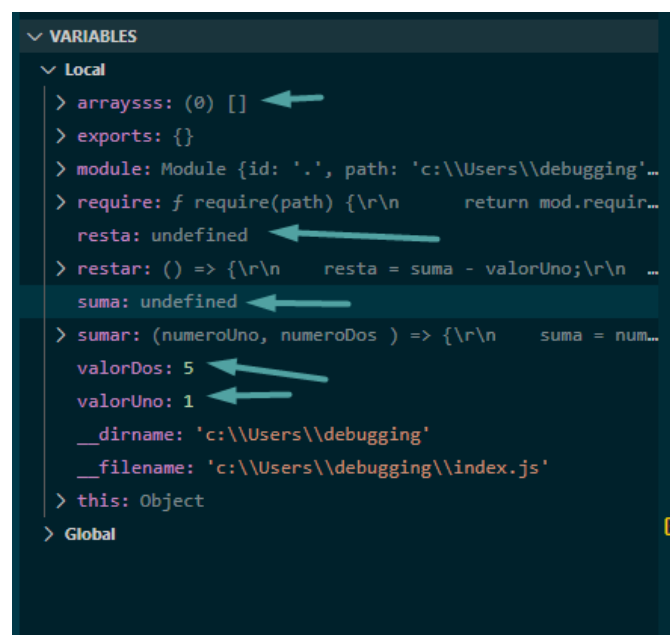 VARIABLES
Local
arraysss: (0) []
exports: {}
module: Module {id: '.', path: 'c:\\Users\\debugging'…
require: ƒ require(path) {\r\n      return mod.requir…
resta: undefined
restar: () => {\r\n    resta = suma - valorUno;\r\n  …
suma: undefined
sumar: (numeroUno, numeroDos ) => {\r\n    suma = num…
valorDos: 5
valorUno: 1
__dirname: 'c:\\Users\\debugging'
__filename: 'c:\\Users\\debugging\\index.js'
this: Object
Global